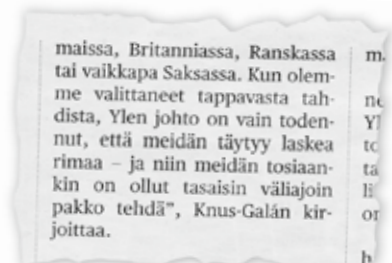 maissa, Britanniassa, Ranskassa
tai vaikkapa Saksassa. Kun olem-
me valittaneet tappavasta tah-
dista, Ylen johto on vain toden-
nut, että meidän täytyy laskea
rimaa – ja niin meidän tosiaan-
kin on ollut tasaisin väliajoin
pakko tehdä”, Knus-Galán kir-
joittaa.
m.